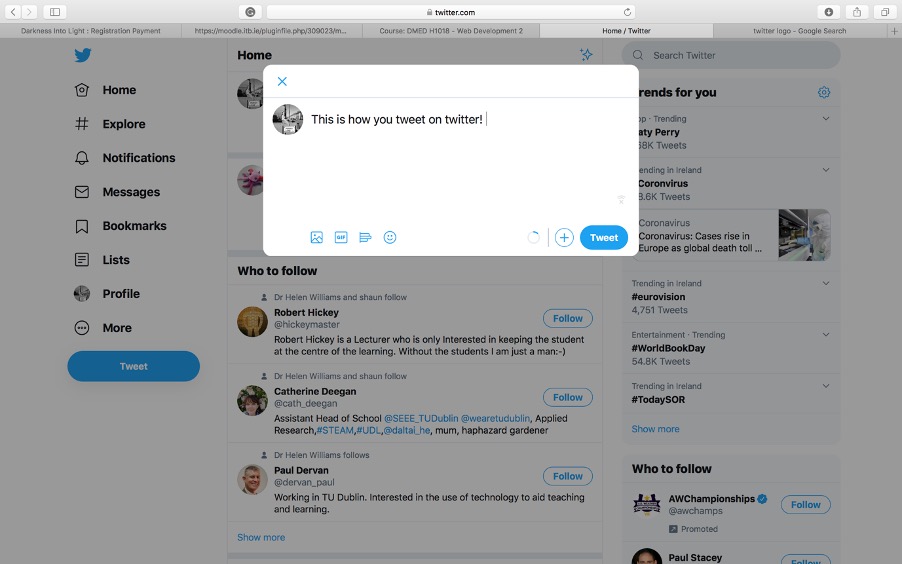 twitter.com
Darkness Into Light : Registration Payment
https://moodle.itb.ie/pluginfile.php/309023/m...
Course: DMED H1018 - Web Development 2
Home / Twitter
twitter logo - Google Search
Home
Explore
Notifications
Messages
Bookmarks
Lists
Profile
More
Tweet
Home
This is how you tweet on twitter!
GIF
Tweet
Who to follow
Dr Helen Williams and shaun follow
Robert Hickey
@hickeymaster
Follow
Robert Hickey is a Lecturer who is only Interested in keeping the student
at the centre of the learning. Without the students I am just a man:-)
Dr Helen Williams and shaun follow
Catherine Deegan
@cath_deegan
Follow
Assistant Head of School @SEEE_TUDublin @wearetudublin, Applied
Research,#STEAM,#UDL,@daltai_he, mum, haphazard gardener
Dr Helen Williams follows
Paul Dervan
@dervan_paul
Follow
Working in TU Dublin. Interested in the use of technology to aid teaching
and learning.
Show more
Search Twitter
rends for you
op · Trending
aty Perry
68K Tweets
rending in Ireland
Coronvirus
8.6K Tweets
Coronavirus
Coronavirus: Cases rise in
Europe as global death toll ...
Trending in Ireland
#eurovision
4,751 Tweets
Entertainment · Trending
#WorldBookDay
54.8K Tweets
Trending in Ireland
#TodaySOR
Show more
Who to follow
AWChampionships
@awchamps
Follow
Promoted
Paul Stacey
Follow